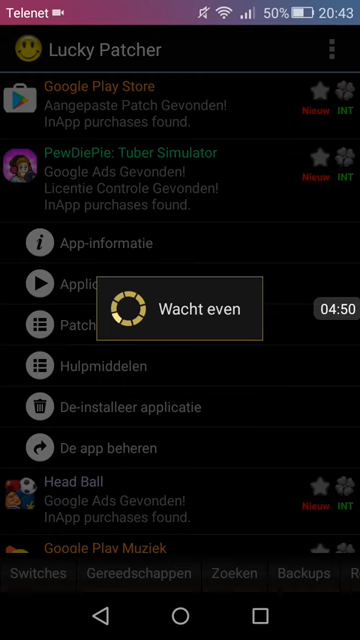 Telenet
50%
20:43
Lucky Patcher
Google Play Store
Aangepaste Patch Gevonden!
InApp purchases found.
Nieuw
INT
PewDiePie: Tuber Simulator
Google Ads Gevonden!
Licentie Controle Gevonden!
InApp purchases found.
Nieuw
INT
App-informatie
Wacht even
04:50
Hulpmiddelen
De-installeer applicatie
De app beheren
Head Ball
Google Ads Gevonden!
InApp purchases found.
Nieuw
INT
Google Play Muziek
Switches
Gereedschappen
Zoeken
Backups